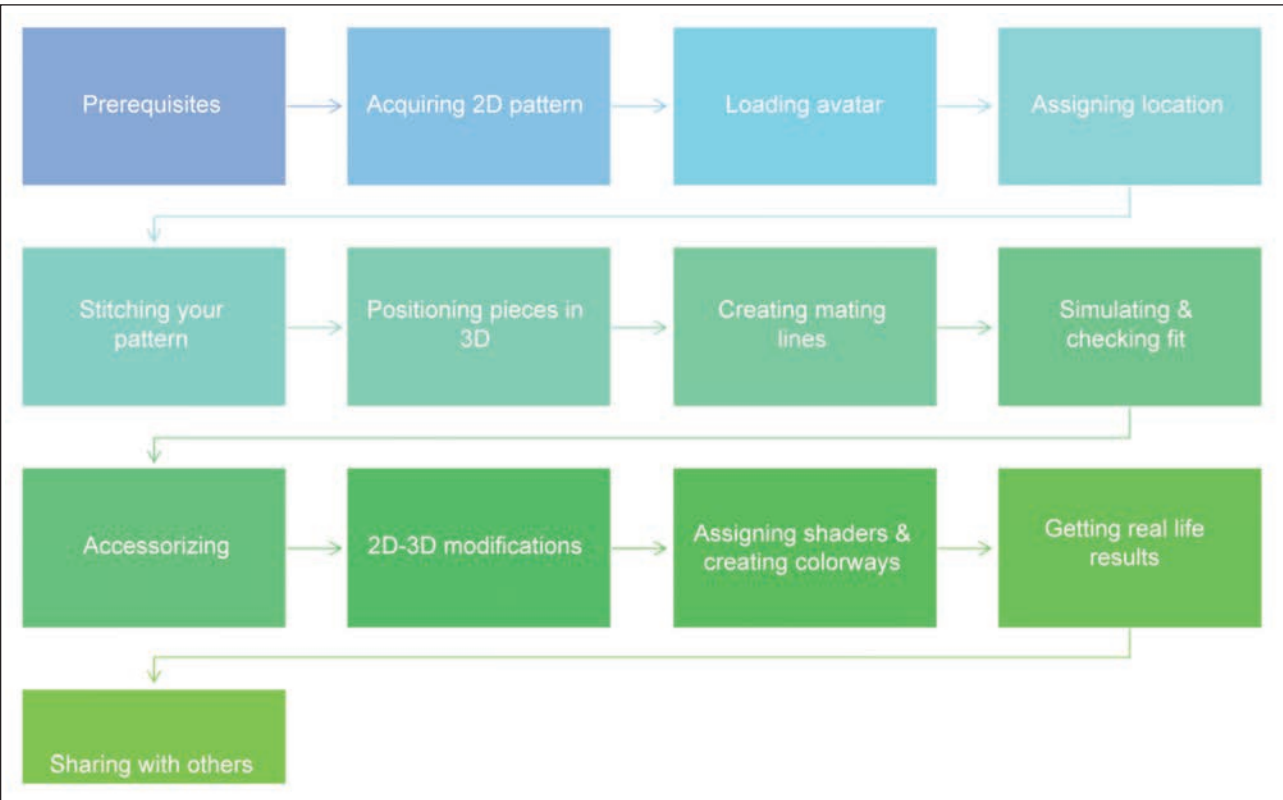 Prerequisites
Acquiring 2D pattern
Loading avatar
Assigning location
Stitching your
pattern
Positioning pieces in
3D
Creating mating
lines
Simulating &
checking fit
Accessorizing
2D-3D modifications
Assigning shaders &
creating colorways
Getting real life
results
Sharing with others